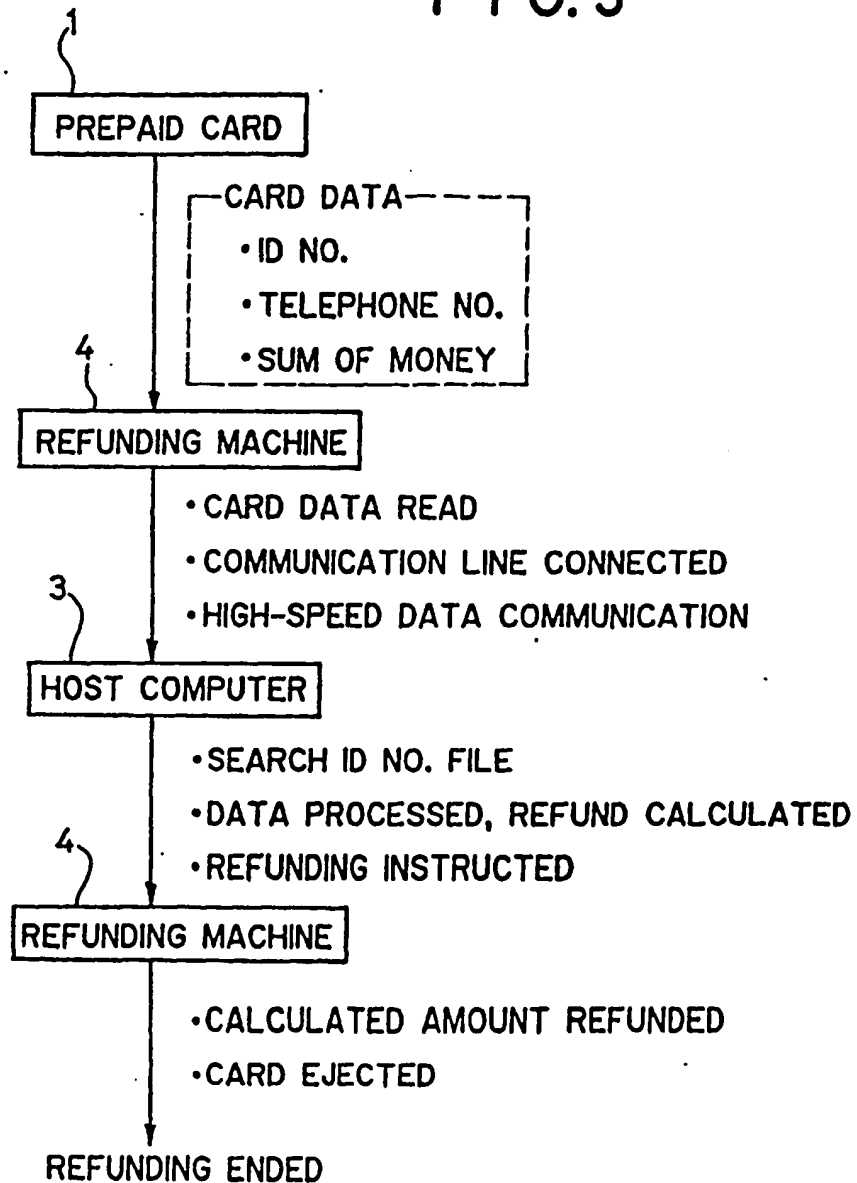 1
PREPAID CARD
CARD DATA
•ID NO.
•TELEPHONE NO.
•SUM OF MONEY
4
REFUNDING MACHINE
•CARD DATA READ
•COMMUNICATION LINE CONNECTED
•HIGH-SPEED DATA COMMUNICATION
3
HOST COMPUTER
•SEARCH ID NO. FILE
•DATA PROCESSED, REFUND CALCULATED
•REFUNDING INSTRUCTED
4
REFUNDING MACHINE
•CALCULATED AMOUNT REFUNDED
•CARD EJECTED
REFUNDING ENDED